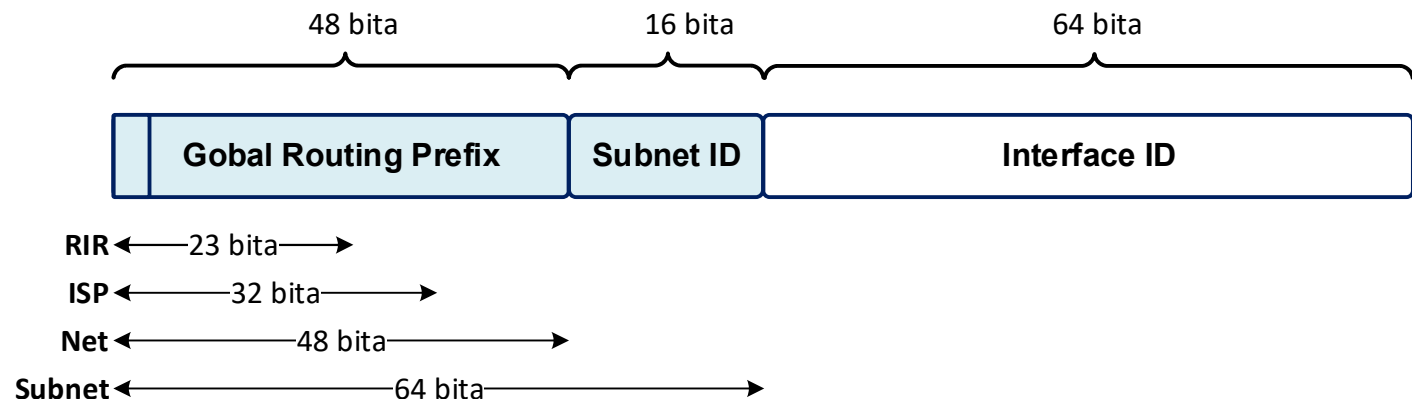 48 bita 16 bita 64 bita
Gobal Routing Prefix Subnet ID Interface ID
RIR 23 bita
ISP 32 bita
Net 48 bita
Subnet 64 bita